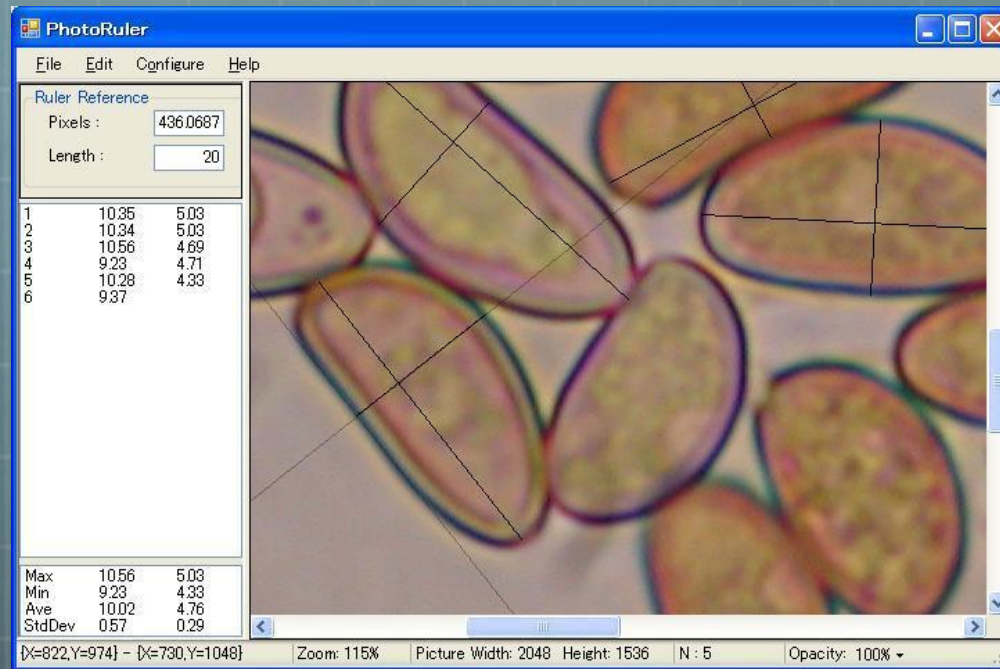 PhotoRuler
File Edit Configure Help
Ruler Reference
Pixels : 436.0687
Length : 20
1 10.35 5.03
2 10.34 5.03
3 10.56 4.69
4 9.23 4.71
5 10.28 4.33
6 9.37
Max 10.56 5.03
Min 9.23 4.33
Ave 10.02 4.76
StdDev 0.57 0.29
{X=822,Y=974} - {X=730,Y=1048} Zoom: 115% Picture Width: 2048 Height: 1536 N : 5 Opacity: 100%